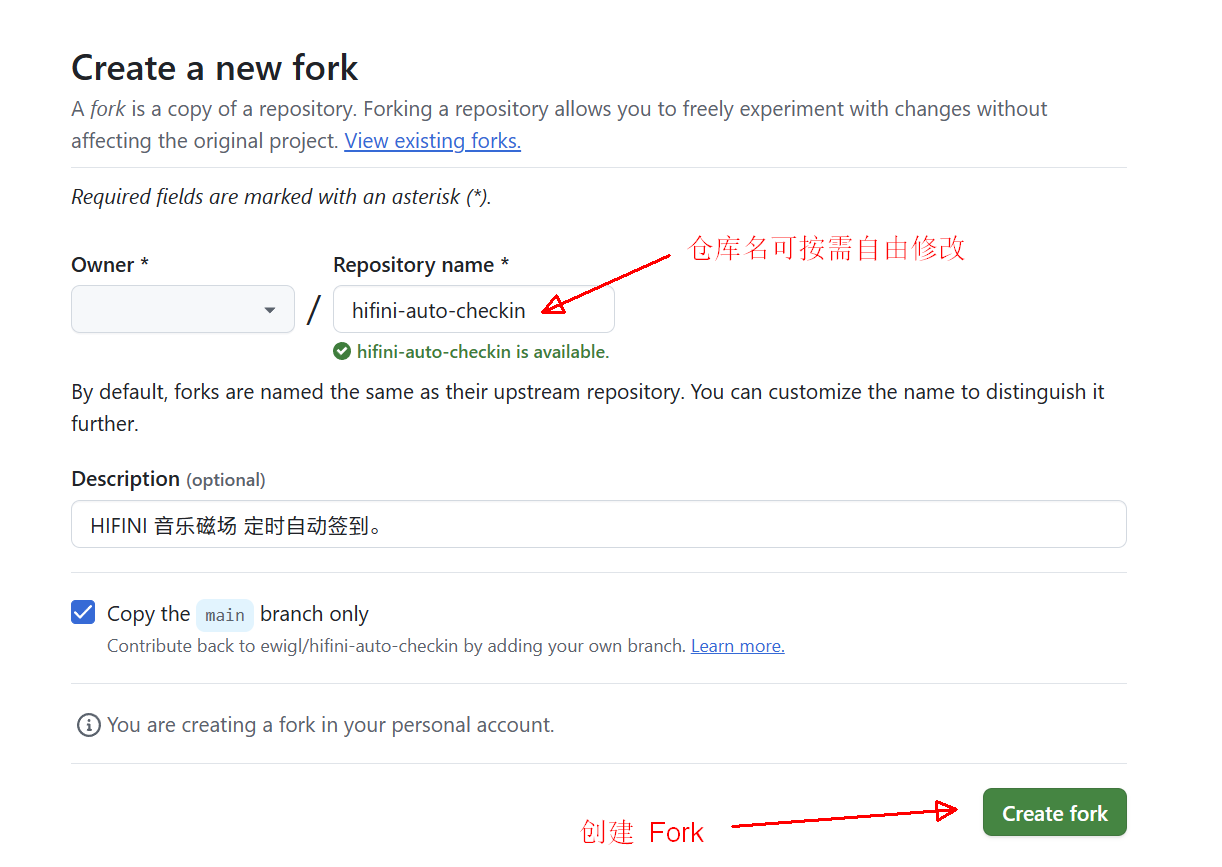 Create a new fork
A fork is a copy of a repository. Forking a repository allows you to freely experiment with changes without
affecting the original project. View existing forks.
Required fields are marked with an asterisk (*).
仓库名可按需自由修改
Owner * Repository name *
/ hifini-auto-checkin
hifini-auto-checkin is available.
By default, forks are named the same as their upstream repository. You can customize the name to distinguish it
further.
Description (optional)
HIFINI 音乐磁场 定时自动签到。
Copy the main branch only
Contribute back to ewigl/hifini-auto-checkin by adding your own branch. Learn more.
You are creating a fork in your personal account.
创建 Fork
Create fork